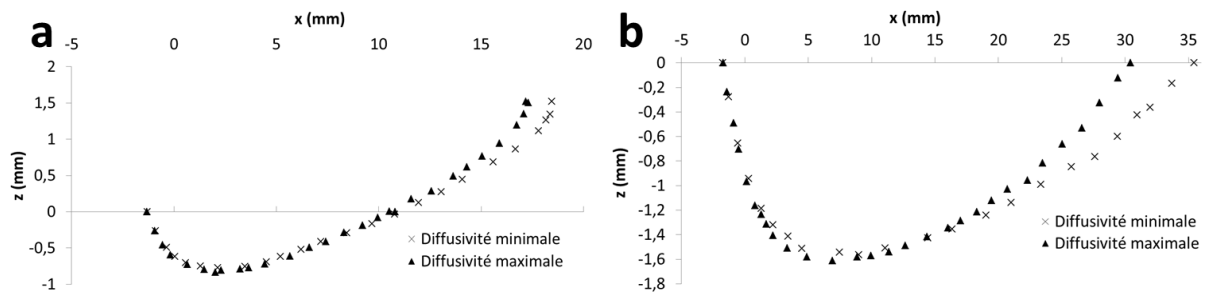 a
x (mm)
-5 0 5 10 15 20
2
1,5
1
0,5
0
-0,5
-1
z (mm)
Diffusivité minimale
Diffusivité maximale
b
x (mm)
-5 0 5 10 15 20 25 30 35
0
-0,2
-0,4
-0,6
-0,8
-1
-1,2
-1,4
-1,6
-1,8
z (mm)
Diffusivité minimale
Diffusivité maximale